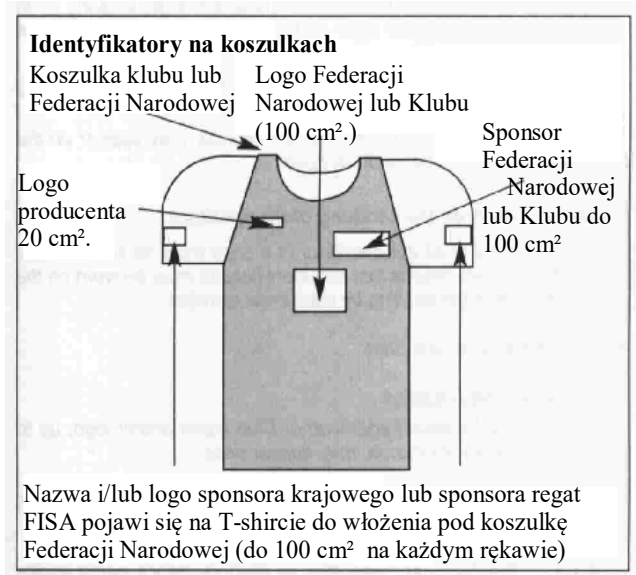 Identyfikatory na koszulkach
Koszulka klubu lub
Federacji Narodowej
Logo Federacji
Narodowej lub Klubu
(100 cm².)
Sponsor
Federacji
Narodowej
lub Klubu do
100 cm²
Logo
producenta
20 cm².
Nazwa i/lub logo sponsora krajowego lub sponsora regat
FISA pojawi się na T-shircie do włożenia pod koszulkę
Federacji Narodowej (do 100 cm² na każdym rękawie)